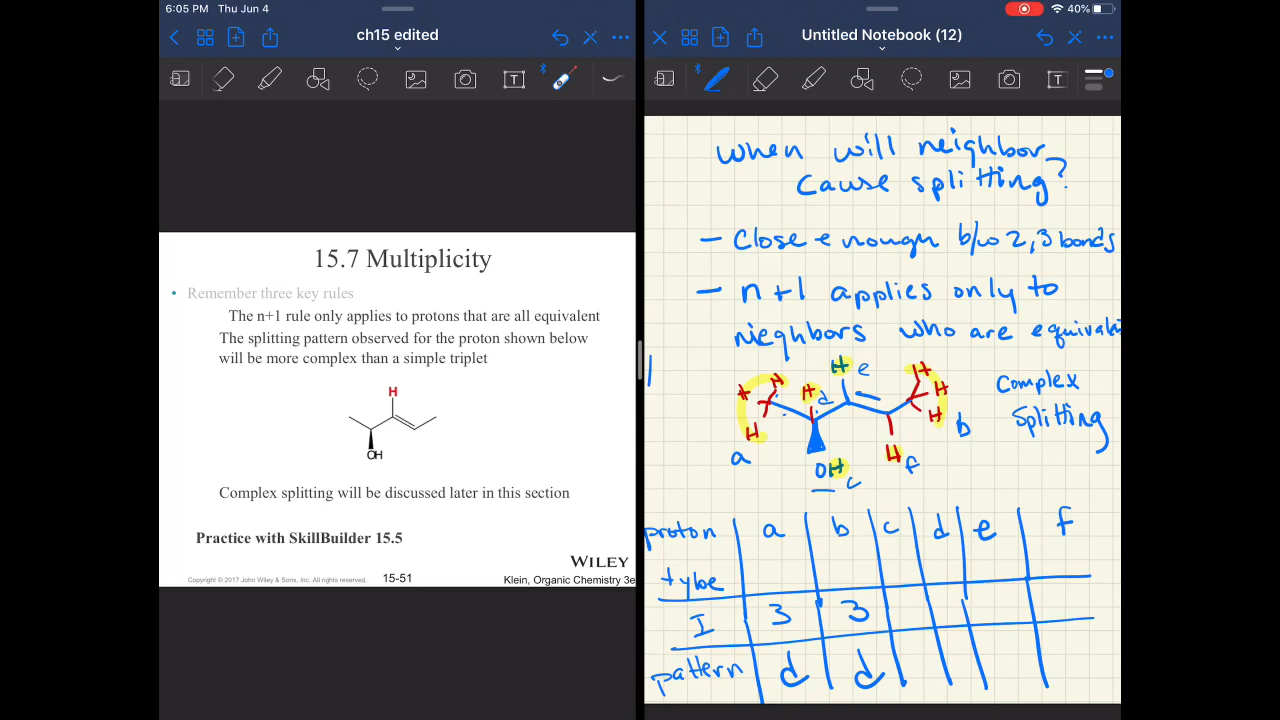 6:05 PM Thu Jun 4
40%
ch15 edited
Untitled Notebook (12)
T
T
15.7 Multiplicity
• Remember three key rules
The n+1 rule only applies to protons that are all equivalent
The splitting pattern observed for the proton shown below
will be more complex than a simple triplet
H
OH
Complex splitting will be discussed later in this section
Practice with SkillBuilder 15.5
WILEY
Copyright © 2017 John Wiley & Sons, Inc. All rights reserved. 15-51 Klein, Organic Chemistry 3e
when will neighbor
cause splitting?
- Close enough b/w 2,3 bonds
- n+1 applies only to
nieghbors who are equivale
H e H
H H H d H
H H
H
a OH c H f b
Complex
Splitting
proton a b c d e f
type
I 3 3
pattern d d